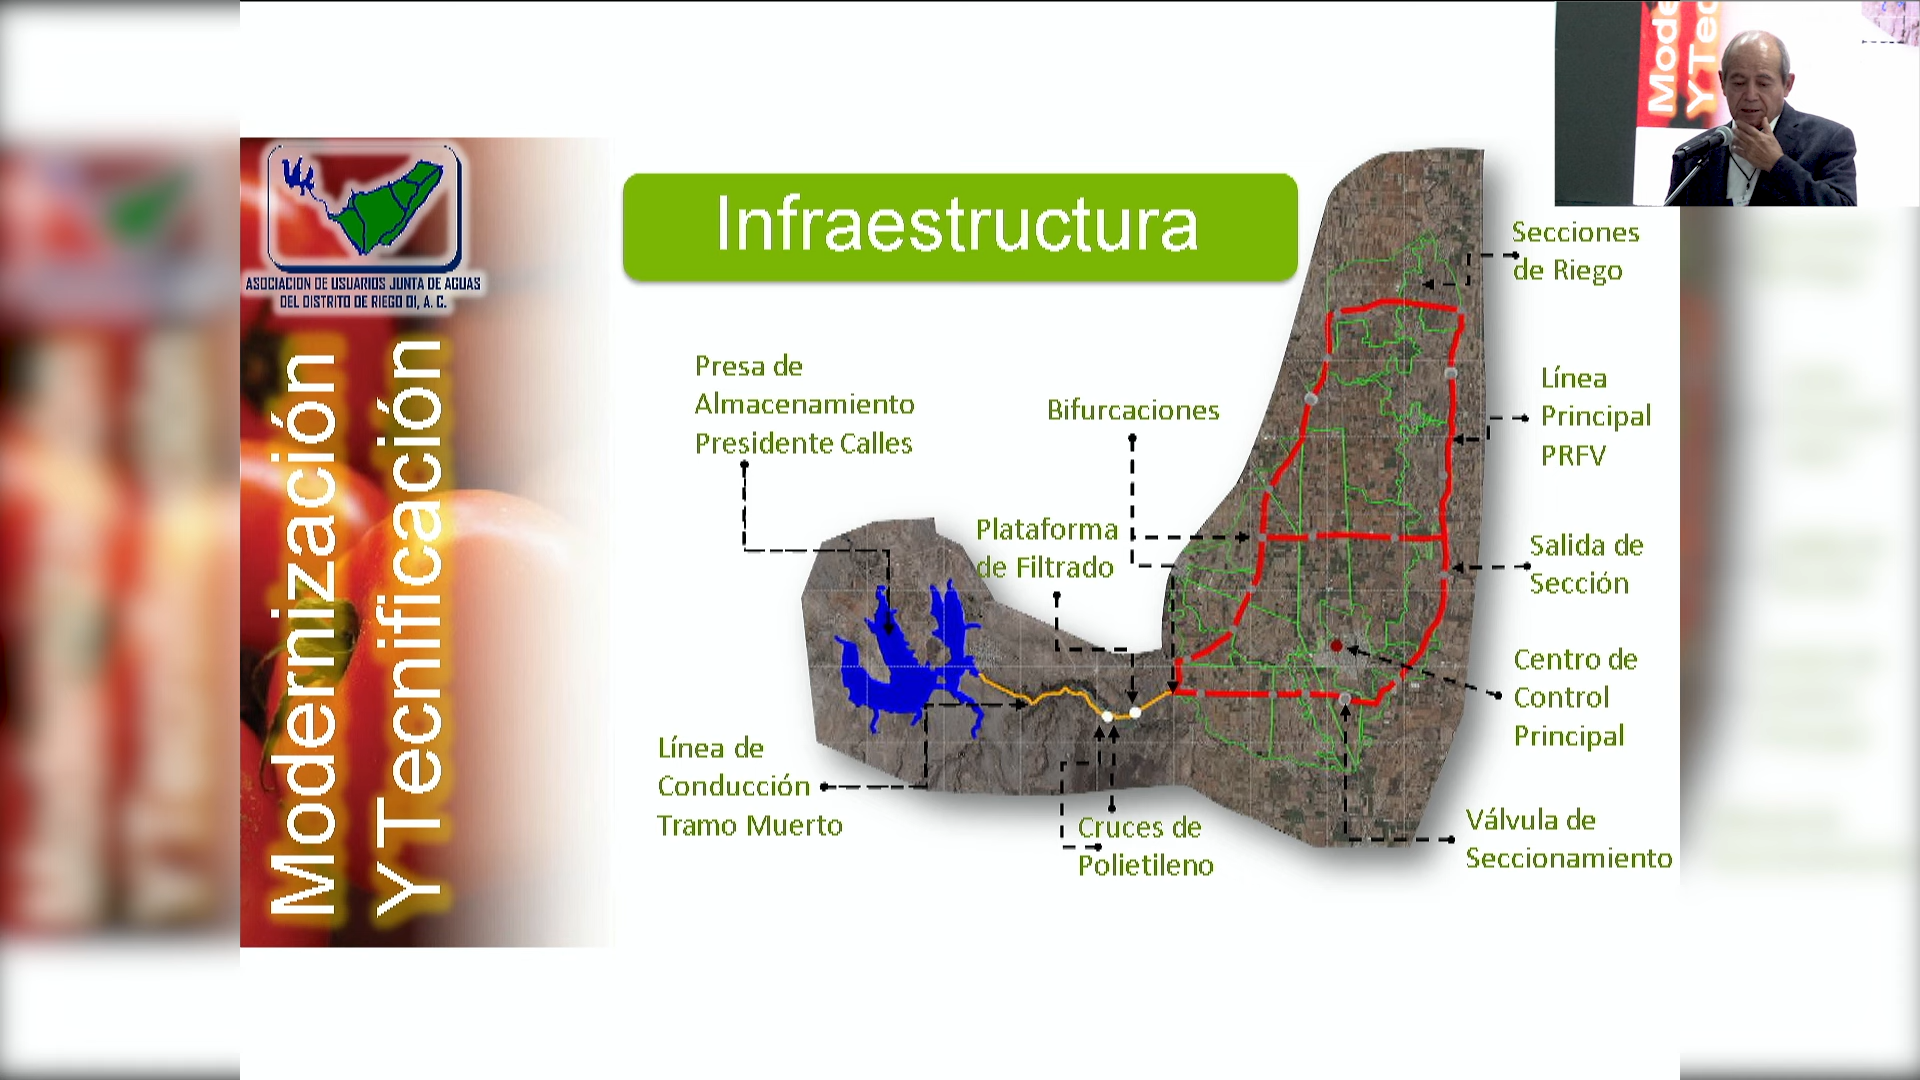 Mode
Y Tec
ASOCIACION DE USUARIOS JUNTA DE AGUAS
DEL DISTRITO DE RIEGO 01, A. C.
Modernización
Y Tecnificación
Infraestructura
Secciones
de Riego
Presa de
Almacenamiento
Presidente Calles
Bifurcaciones
Línea
Principal
PRFV
Plataforma
de Filtrado
Salida de
Sección
Centro de
Control
Principal
Línea de
Conducción
Tramo Muerto
Cruces de
Polietileno
Válvula de
Seccionamiento